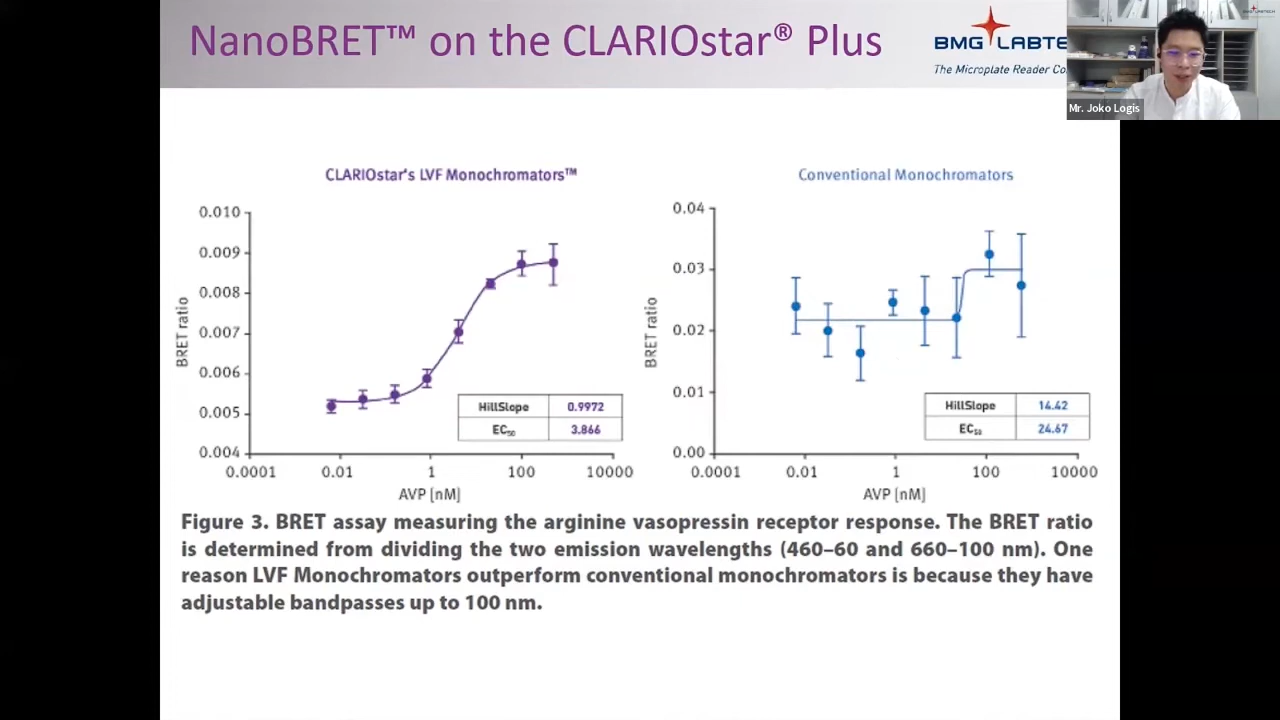 NanoBRET™ on the CLARIOstar® Plus
BMG LABTE
The Microplate Reader Co
Mr. Joko Logis
CLARIOstar's LVF Monochromators™
0.010
0.009
0.008
0.007
0.006
0.005
0.004
BRET ratio
0.0001
0.01
1
100
10000
AVP [nM]
HillSlope 0.9972
EC₅₀ 3.866
Conventional Monochromators
0.04
0.03
0.02
0.01
0.00
BRET ratio
0.0001
0.01
1
100
10000
AVP [nM]
HillSlope 14.42
EC₅₀ 24.67
Figure 3. BRET assay measuring the arginine vasopressin receptor response. The BRET ratio
is determined from dividing the two emission wavelengths (460–60 and 660–100 nm). One
reason LVF Monochromators outperform conventional monochromators is because they have
adjustable bandpasses up to 100 nm.